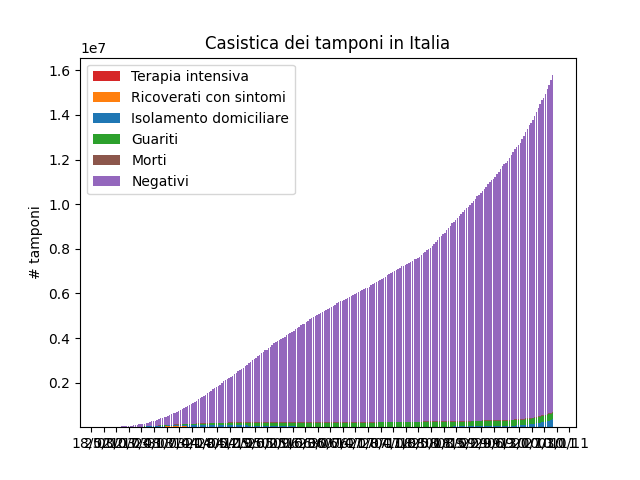 Casistica dei tamponi in Italia
1e7
Terapia intensiva
Ricoverati con sintomi
Isolamento domiciliare
Guariti
Morti
Negativi
# tamponi
1.6
1.4
1.2
1.0
0.8
0.6
0.4
0.2